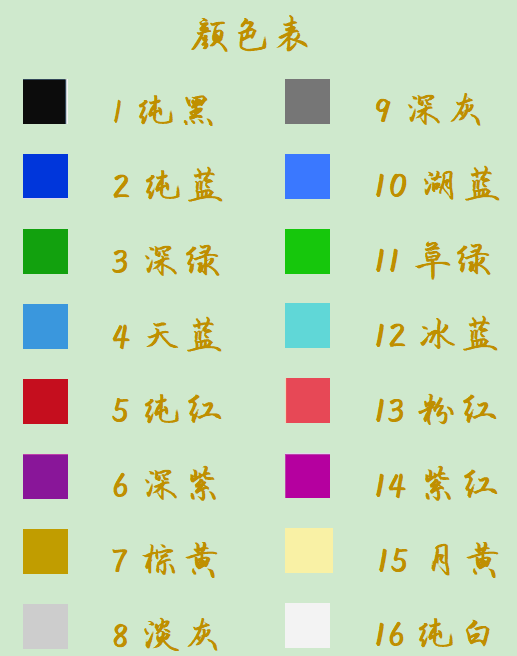 颜色表
1 纯黑
9 深灰
2 纯蓝
10 湖蓝
3 深绿
11 草绿
4 天蓝
12 冰蓝
5 纯红
13 粉红
6 深紫
14 紫红
7 棕黄
15 月黄
8 淡灰
16 纯白